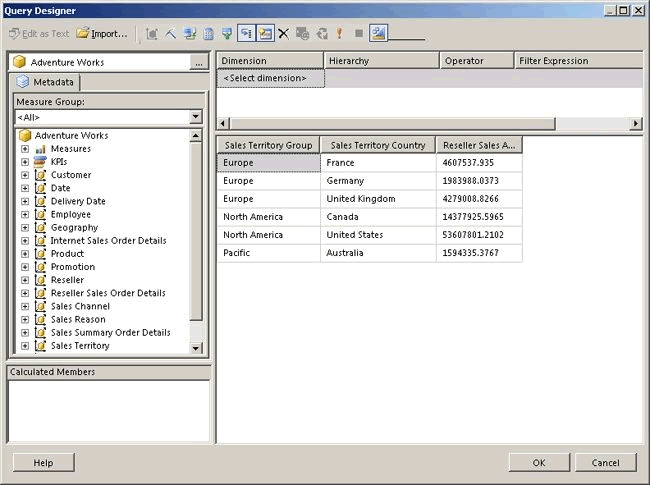 Query Designer
Edit as Text Import...
Adventure Works ...
Metadata
Measure Group:
<All>
Adventure Works
Measures
KPIs
Customer
Date
Delivery Date
Employee
Geography
Internet Sales Order Details
Product
Promotion
Reseller
Reseller Sales Order Details
Sales Channel
Sales Reason
Sales Summary Order Details
Sales Territory
Calculated Members
Dimension Hierarchy Operator Filter Expression
<Select dimension>
Sales Territory Group Sales Territory Country Reseller Sales A...
Europe France 4607537.935
Europe Germany 1983988.0373
Europe United Kingdom 4279008.8266
North America Canada 14377925.5965
North America United States 53607801.2102
Pacific Australia 1594335.3767
Help OK Cancel